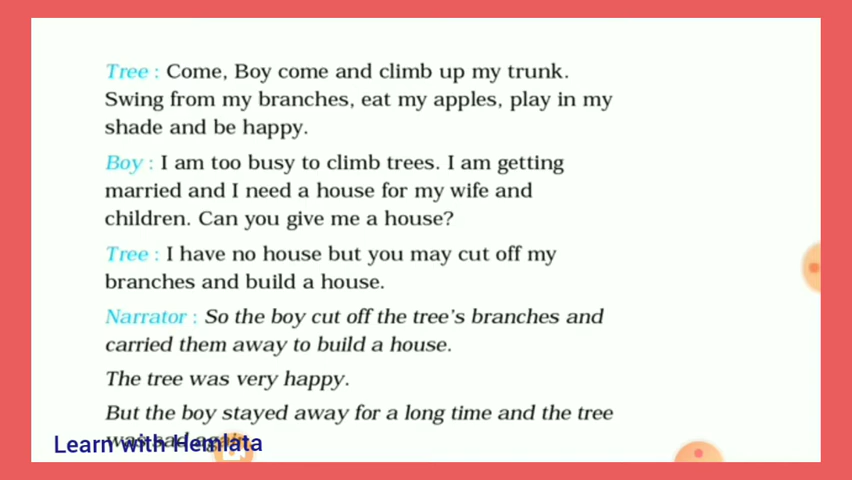 Tree : Come, Boy come and climb up my trunk.
Swing from my branches, eat my apples, play in my
shade and be happy.
Boy : I am too busy to climb trees. I am getting
married and I need a house for my wife and
children. Can you give me a house?
Tree : I have no house but you may cut off my
branches and build a house.
Narrator : So the boy cut off the tree's branches and
carried them away to build a house.
The tree was very happy.
But the boy stayed away for a long time and the tree
was sad again.
Learn with Hemlata